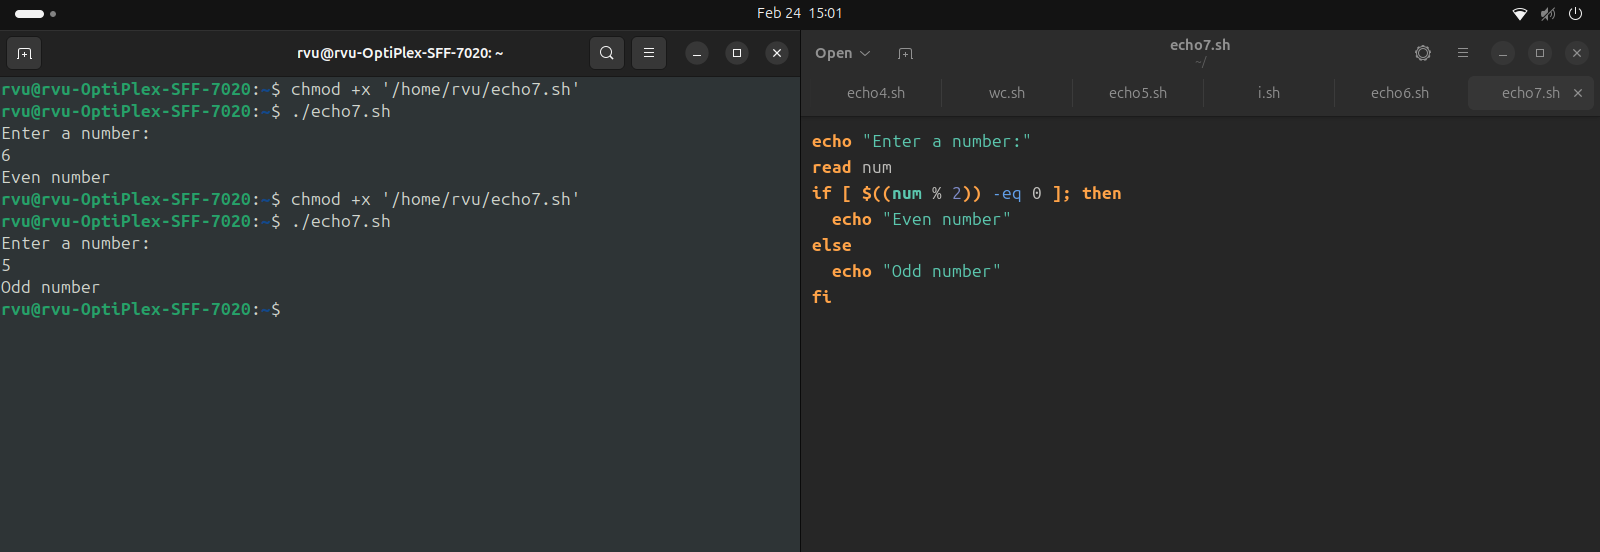 Feb 24 15:01
rvu@rvu-OptiPlex-SFF-7020: ~
rvu@rvu-OptiPlex-SFF-7020:~$ chmod +x '/home/rvu/echo7.sh'
rvu@rvu-OptiPlex-SFF-7020:~$ ./echo7.sh
Enter a number:
6
Even number
rvu@rvu-OptiPlex-SFF-7020:~$ chmod +x '/home/rvu/echo7.sh'
rvu@rvu-OptiPlex-SFF-7020:~$ ./echo7.sh
Enter a number:
5
Odd number
rvu@rvu-OptiPlex-SFF-7020:~$
Open
echo7.sh
~/
echo4.sh wc.sh echo5.sh i.sh echo6.sh echo7.sh
echo "Enter a number:"
read num
if [ $((num % 2)) -eq 0 ]; then
  echo "Even number"
else
  echo "Odd number"
fi